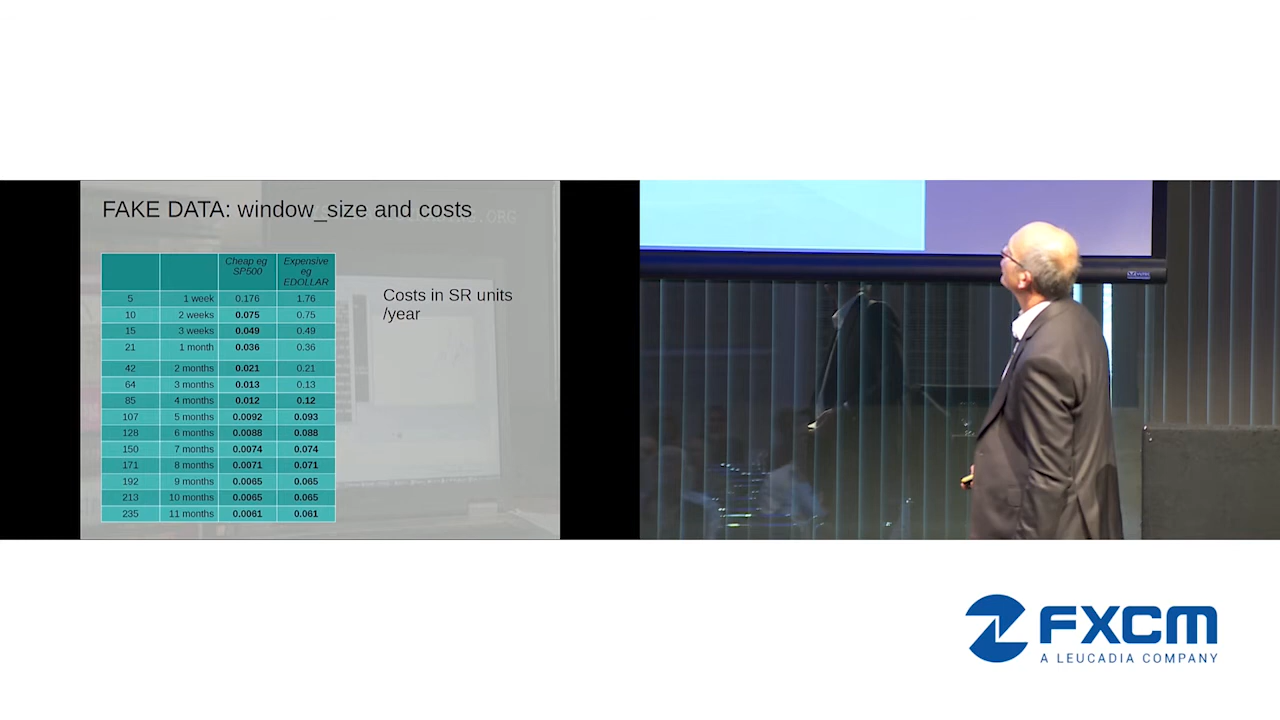 FAKE DATA: window_size and costs
.ORG
Cheap eg SP500 Expensive eg EDOLLAR
5 1 week 0.176 1.76
10 2 weeks 0.075 0.75
15 3 weeks 0.049 0.49
21 1 month 0.036 0.36
42 2 months 0.021 0.21
64 3 months 0.013 0.13
85 4 months 0.012 0.12
107 5 months 0.0092 0.093
128 6 months 0.0088 0.088
150 7 months 0.0074 0.074
171 8 months 0.0071 0.071
192 9 months 0.0065 0.065
213 10 months 0.0065 0.065
235 11 months 0.0061 0.061
Costs in SR units
/year
FXCM
A LEUCADIA COMPANY